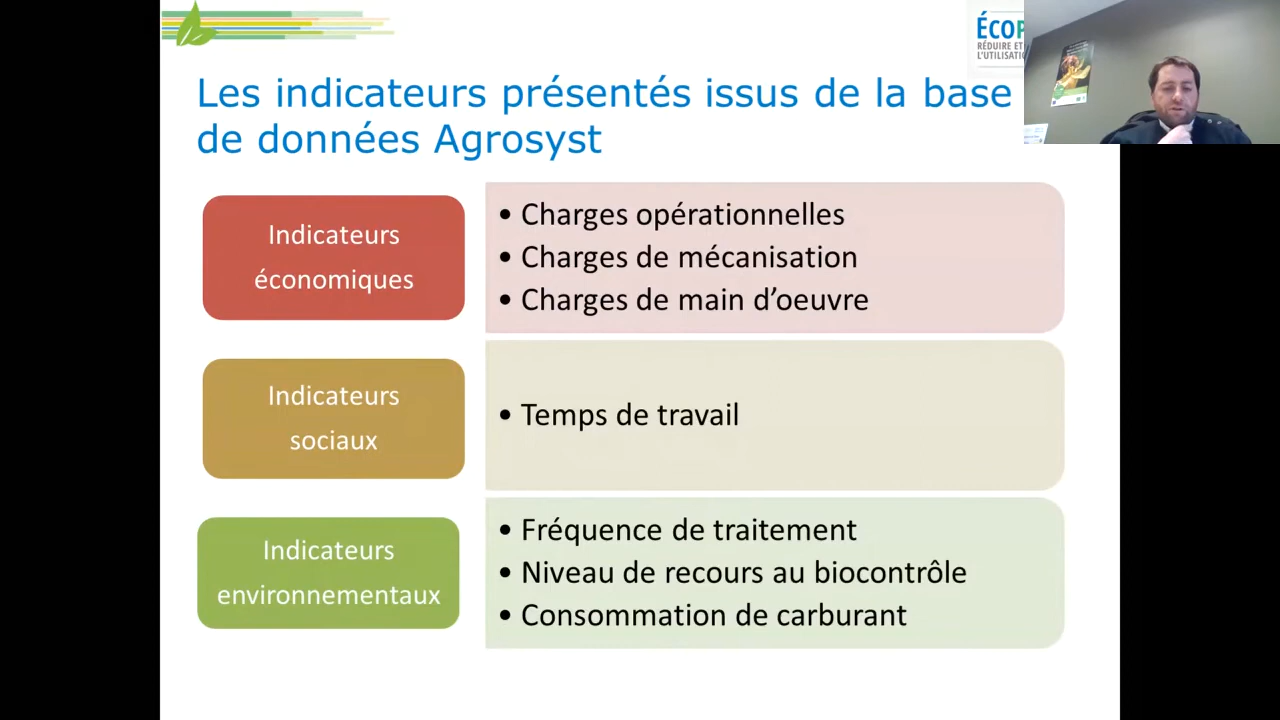 ÉCOP
RÉDUIRE ET
L'UTILISATI
Les indicateurs présentés issus de la base
de données Agrosyst
Indicateurs
économiques
• Charges opérationnelles
• Charges de mécanisation
• Charges de main d’oeuvre
Indicateurs
sociaux
• Temps de travail
Indicateurs
environnementaux
• Fréquence de traitement
• Niveau de recours au biocontrôle
• Consommation de carburant